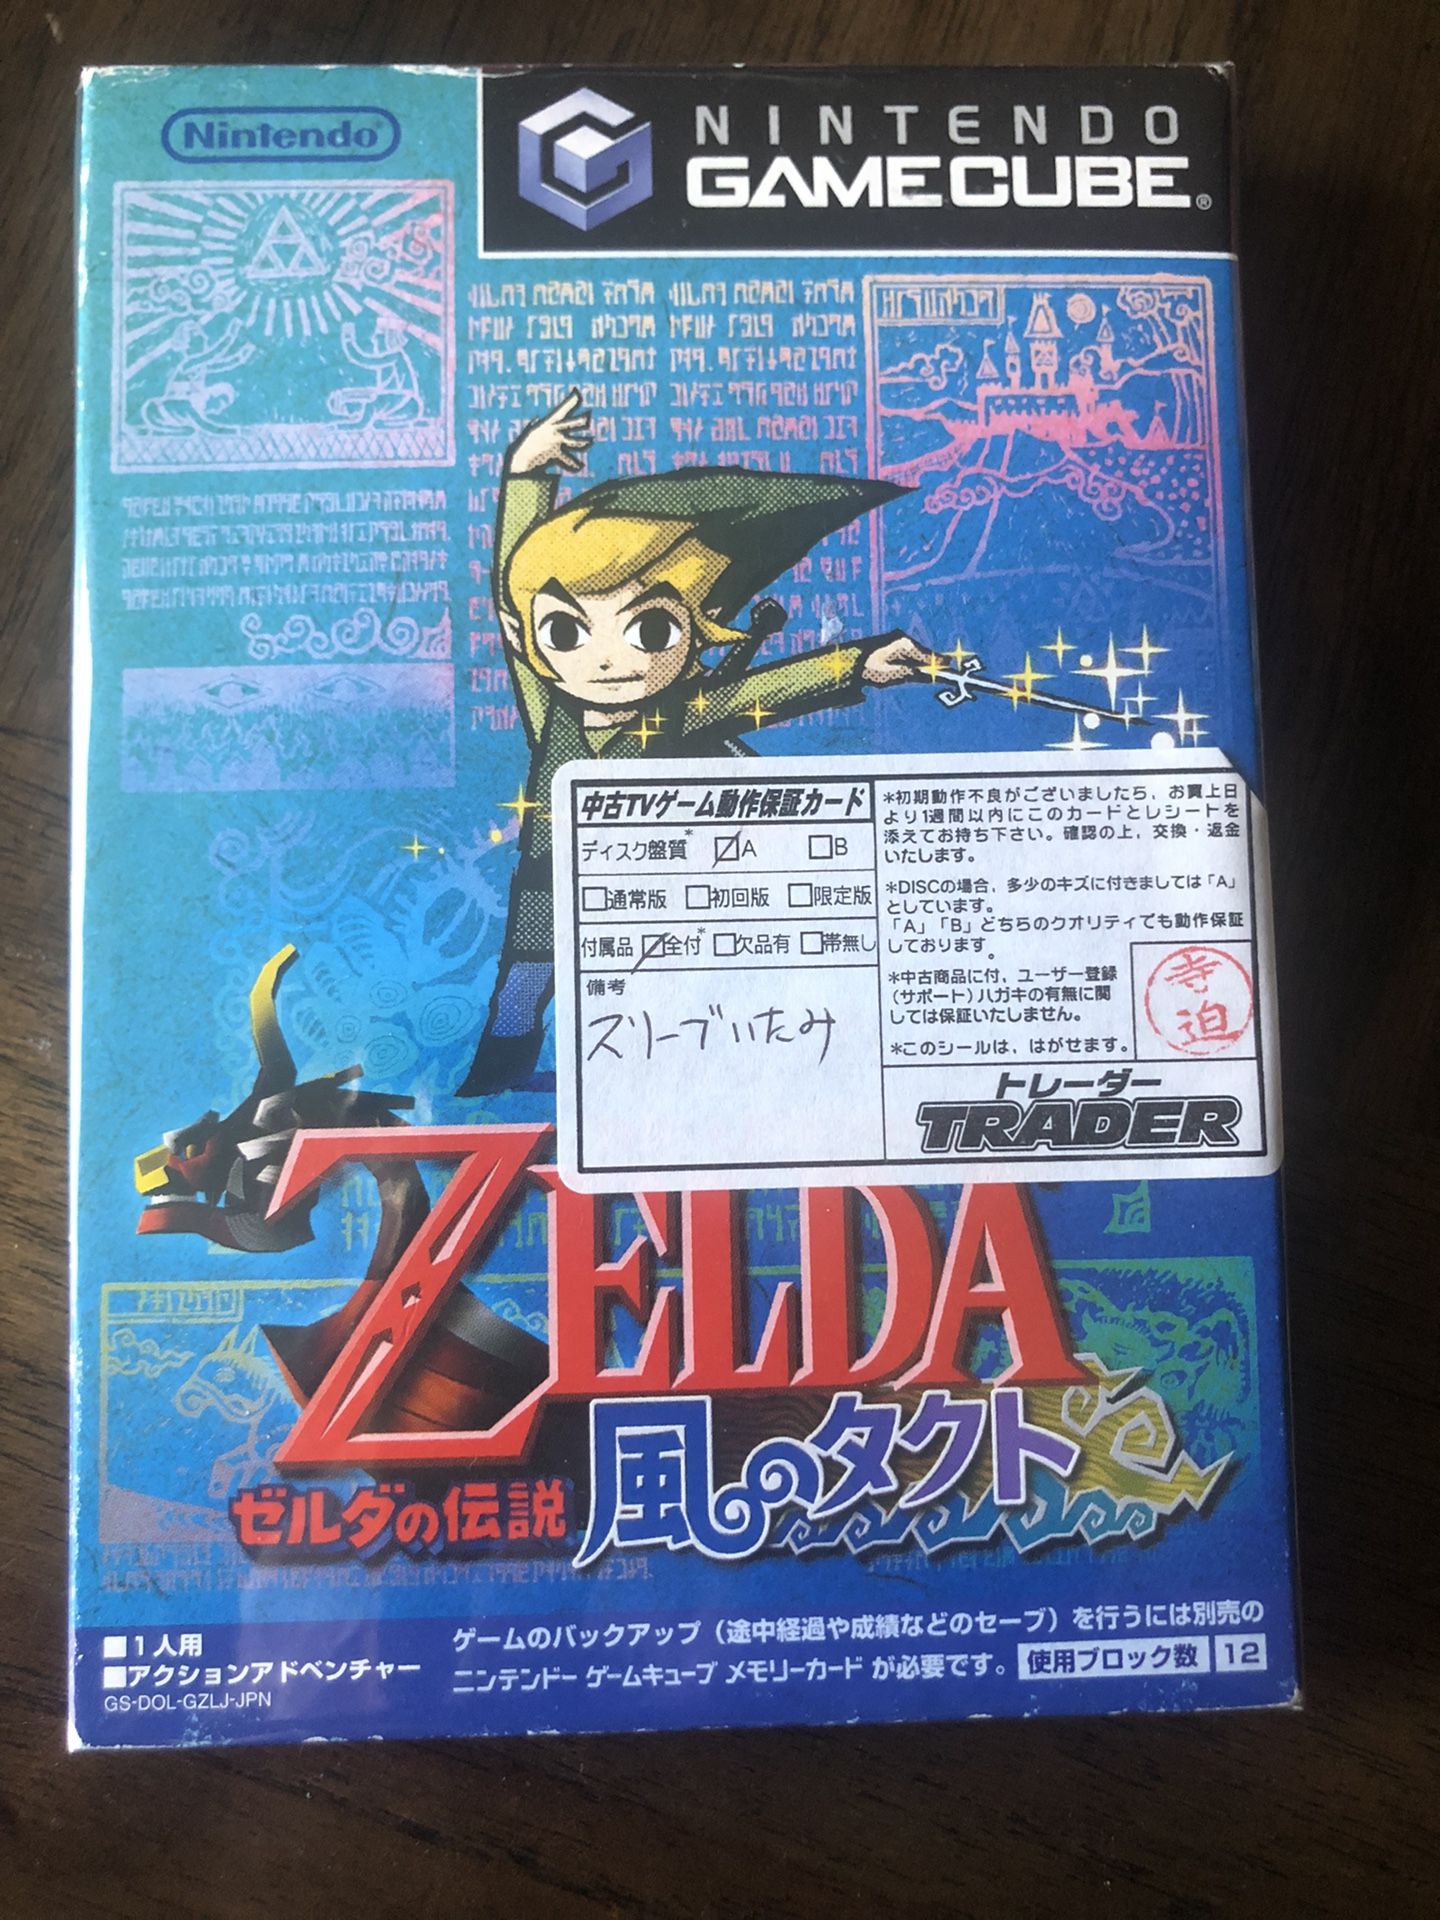 Nintendo®
NINTENDO
GAMECUBE®
中古TVゲーム動作保証カード
ディスク盤質* ☑A □B
□通常版 □初回版 □限定版
付属品 ☑全付* □欠品有 □帯無し
備考
スリーブいたみ
*初期動作不良がございましたら、お買上日
より1週間以内にこのカードとレシートを
添えてお持ち下さい。確認の上、交換・返金
いたします。
*DISCの場合、多少のキズに付きましては「A」
としています。
「A」「B」どちらのクオリティでも動作保証
しております。
*中古商品に付、ユーザー登録
(サポート)ハガキの有無に関
しては保証いたしません。
*このシールは、はがせます。
寺迫
トレーダー
TRADER
ZELDA
ゼルダの伝説 風のタクト
■1人用
■アクションアドベンチャー
GS-DOL-GZLJ-JPN
ゲームのバックアップ(途中経過や成績などのセーブ)を行うには別売の
ニンテンドー ゲームキューブ メモリーカード が必要です。 使用ブロック数 12